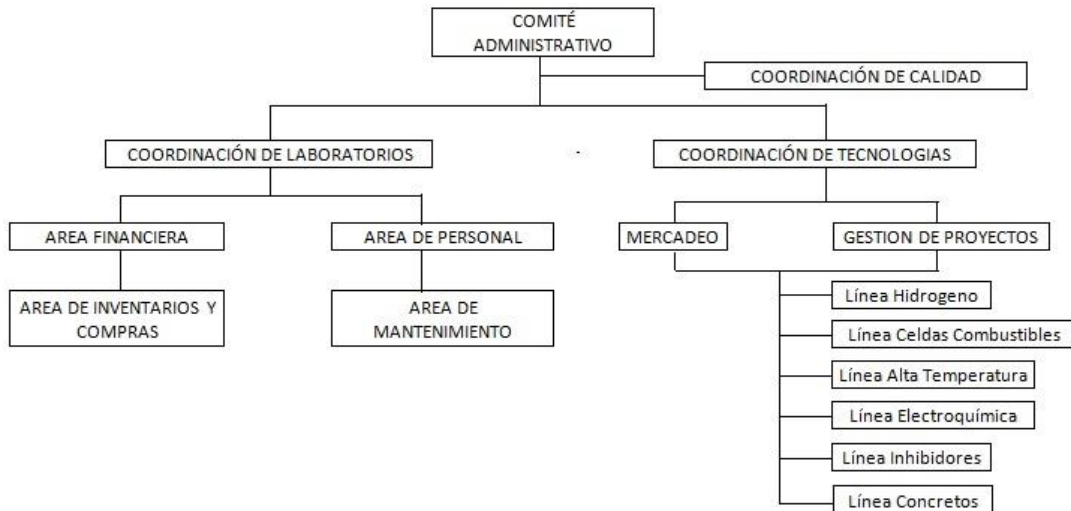 COMITÉ
ADMINISTRATIVO
COORDINACIÓN DE CALIDAD
COORDINACIÓN DE LABORATORIOS
COORDINACIÓN DE TECNOLOGIAS
AREA FINANCIERA
AREA DE PERSONAL
MERCADEO
GESTION DE PROYECTOS
AREA DE INVENTARIOS Y
COMPRAS
AREA DE
MANTENIMIENTO
Línea Hidrogeno
Línea Celdas Combustibles
Línea Alta Temperatura
Línea Electroquímica
Línea Inhibidores
Línea Concretos